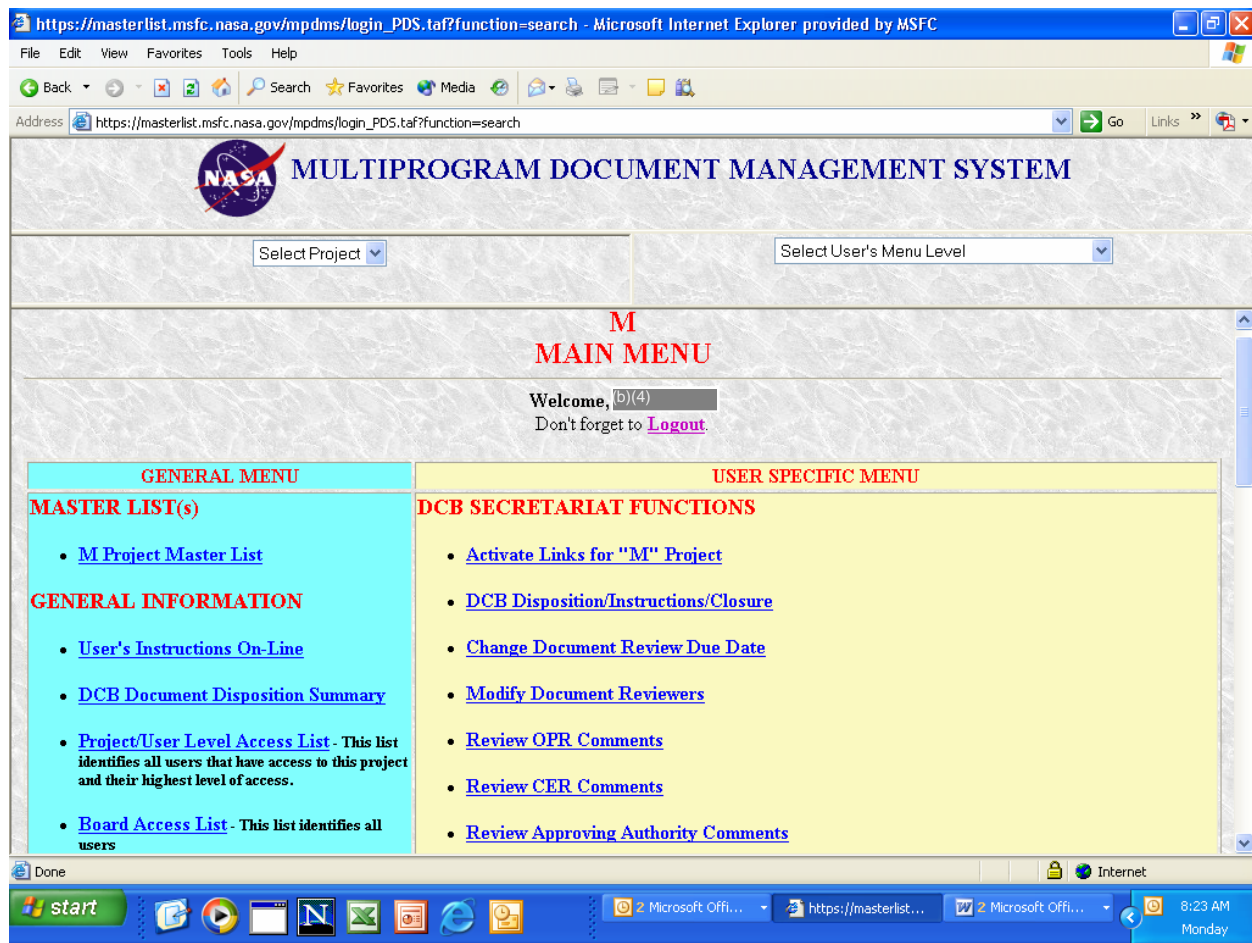 https://masterlist.msfc.nasa.gov/mpdms/login_PDS.taf?function=search - Microsoft Internet Explorer provided by MSFC
File Edit View Favorites Tools Help
Back Search Favorites Media
Address https://masterlist.msfc.nasa.gov/mpdms/login_PDS.taf?function=search Go Links »
NASA
MULTIPROGRAM DOCUMENT MANAGEMENT SYSTEM
Select Project Select User's Menu Level
M
MAIN MENU
Welcome, (b)(4)
Don't forget to Logout.
GENERAL MENU
MASTER LIST(s)
• M Project Master List
GENERAL INFORMATION
• User's Instructions On-Line
• DCB Document Disposition Summary
• Project/User Level Access List - This list
identifies all users that have access to this project
and their highest level of access.
• Board Access List - This list identifies all
users
USER SPECIFIC MENU
DCB SECRETARIAT FUNCTIONS
• Activate Links for "M" Project
• DCB Disposition/Instructions/Closure
• Change Document Review Due Date
• Modify Document Reviewers
• Review OPR Comments
• Review CER Comments
• Review Approving Authority Comments
Done Internet
start N 2 Microsoft Offi... https://masterlist... 2 Microsoft Offi... 8:23 AM
Monday